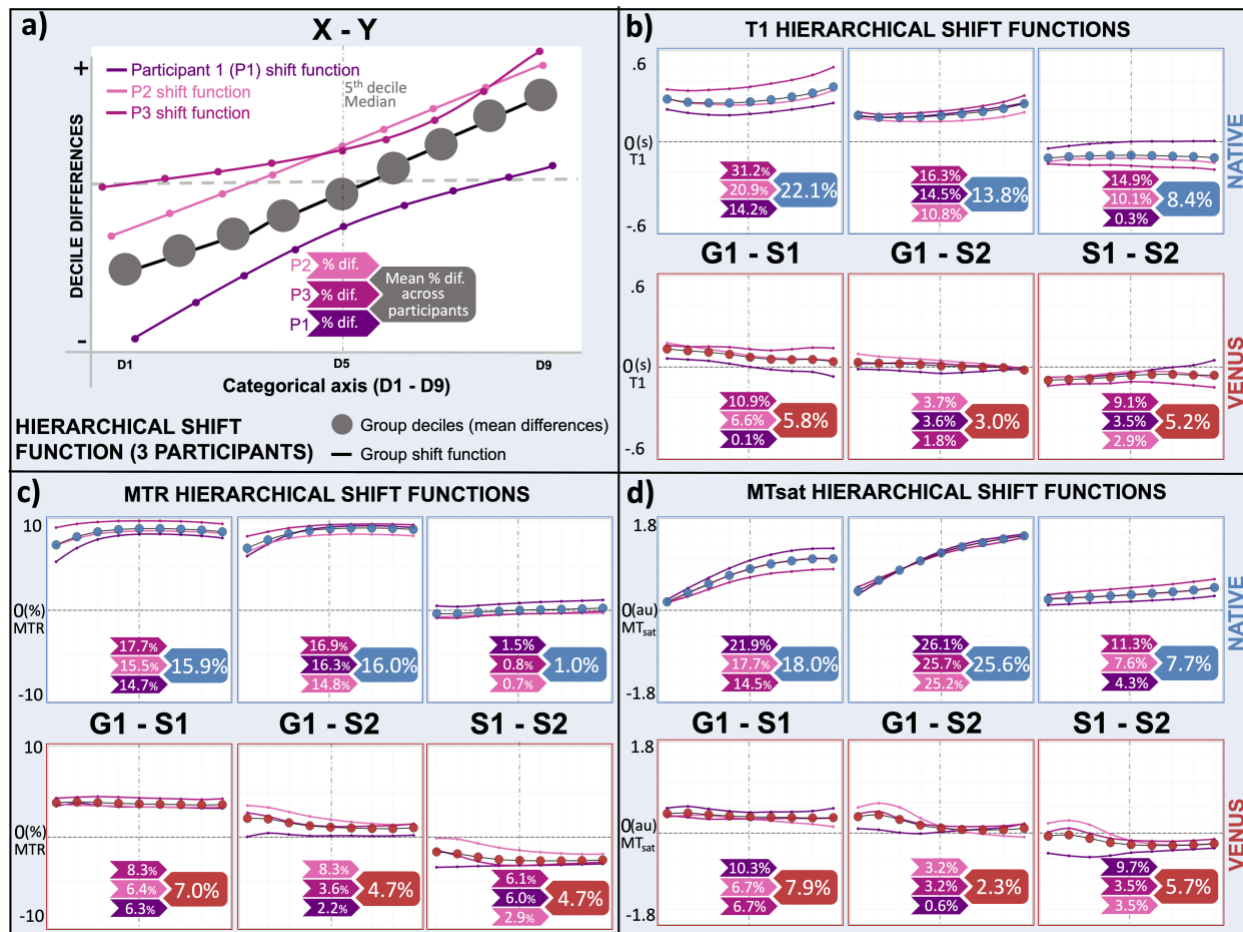 a)
X - Y
+
Participant 1 (P1) shift function
P2 shift function
P3 shift function
5th decile
Median
DECILE DIFFERENCES
P2 % dif.
P3 % dif.
P1 % dif.
Mean % dif.
across
participants
-
D1 D5 D9
Categorical axis (D1 - D9)
HIERARCHICAL SHIFT
FUNCTION (3 PARTICIPANTS)
Group deciles (mean differences)
Group shift function
b)
T1 HIERARCHICAL SHIFT FUNCTIONS
.6
0(s)
T1
-.6
31.2%
20.9%
14.2%
22.1%
16.3%
14.5%
10.8%
13.8%
14.9%
10.1%
0.3%
8.4%
NATIVE
G1 - S1 G1 - S2 S1 - S2
.6
0(s)
T1
-.6
10.9%
6.6%
0.1%
5.8%
3.7%
3.6%
1.8%
3.0%
9.1%
3.5%
2.9%
5.2%
VENUS
c)
MTR HIERARCHICAL SHIFT FUNCTIONS
10
0(%)
MTR
-10
17.7%
15.5%
14.7%
15.9%
16.9%
16.3%
14.8%
16.0%
1.5%
0.8%
0.7%
1.0%
G1 - S1 G1 - S2 S1 - S2
10
0(%)
MTR
-10
8.3%
6.4%
6.3%
7.0%
8.3%
3.6%
2.2%
4.7%
6.1%
6.0%
2.9%
4.7%
d)
MTsat HIERARCHICAL SHIFT FUNCTIONS
1.8
0(au)
MTsat
-1.8
21.9%
17.7%
14.5%
18.0%
26.1%
25.7%
25.2%
25.6%
11.3%
7.6%
4.3%
7.7%
NATIVE
G1 - S1 G1 - S2 S1 - S2
1.8
0(au)
MTsat
-1.8
10.3%
6.7%
6.7%
7.9%
3.2%
3.2%
0.6%
2.3%
9.7%
3.5%
3.5%
5.7%
VENUS